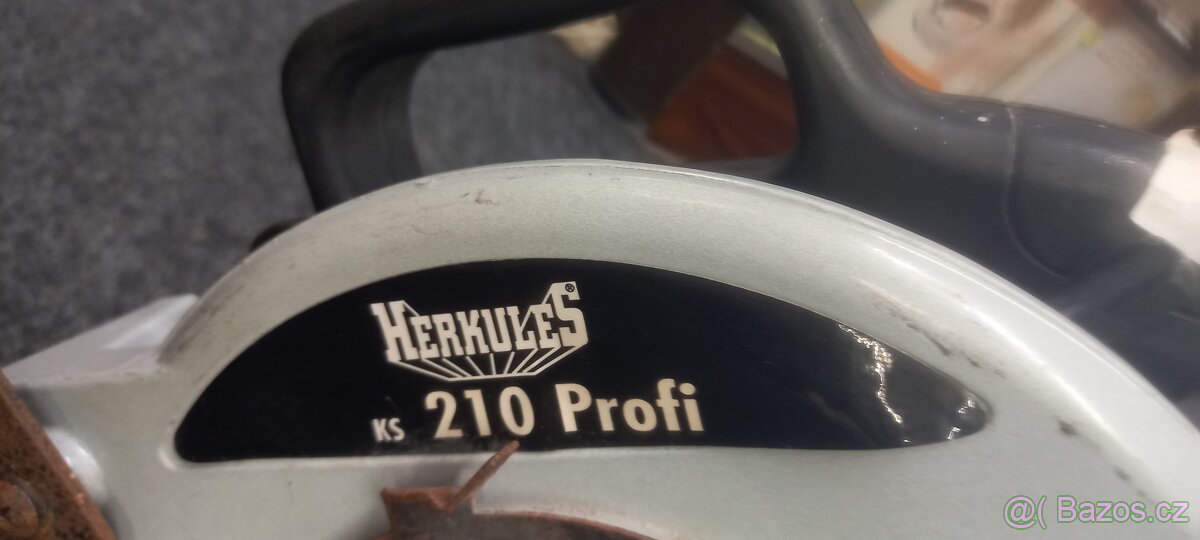 HERKULES®
KS 210 Profi
@( Bazos.cz